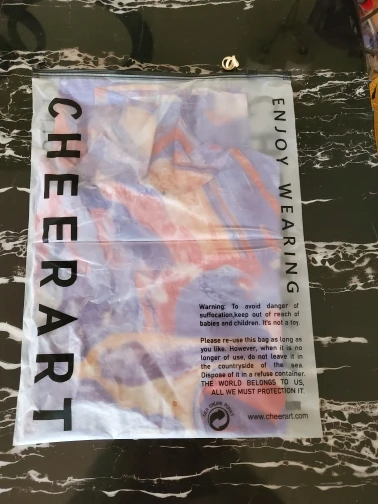 CHEERART
ENJOY WEARING
Warning: To avoid danger of
suffocation,keep out of reach of
babies and children. It's not a toy.
Please re-use this bag as long as
you like. However, when it is no
longer of use, do not leave it in
the countryside of the sea.
Dispose of it in a refuse container.
THE WORLD BELONGS TO US,
ALL WE MUST PROTECTION IT.
www.cheerart.com